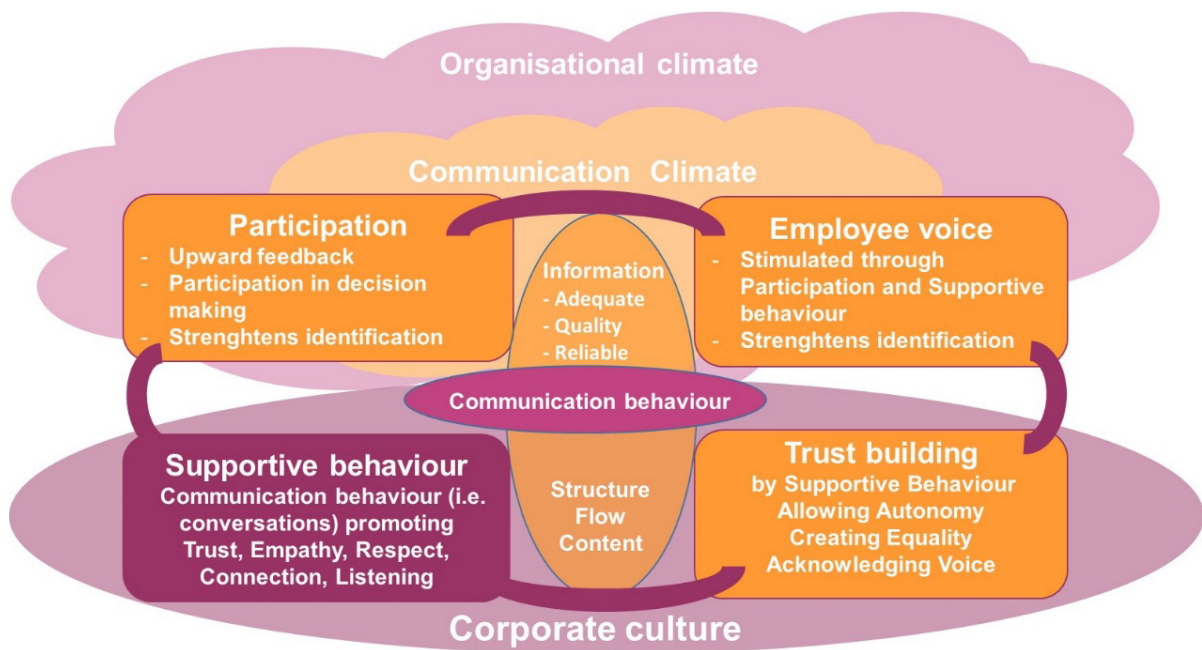 Organisational climate
Communication Climate
Participation
- Upward feedback
- Participation in decision
making
- Strenghtens identification
Information
- Adequate
- Quality
- Reliable
Employee voice
- Stimulated through
Participation and Supportive
behaviour
- Strenghtens identification
Communication behaviour
Supportive behaviour
Communication behaviour (i.e.
conversations) promoting
Trust, Empathy, Respect,
Connection, Listening
Structure
Flow
Content
Trust building
by Supportive Behaviour
Allowing Autonomy
Creating Equality
Acknowledging Voice
Corporate culture